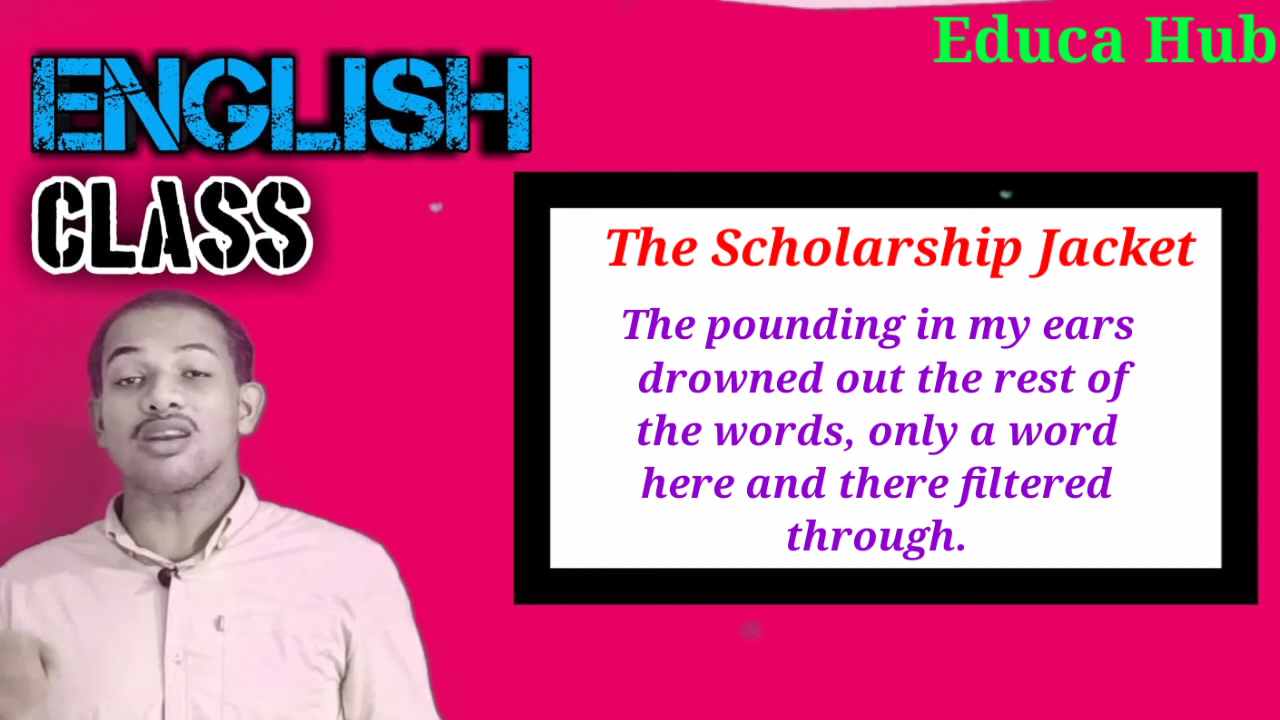 Educa Hub
ENGLISH
CLASS
The Scholarship Jacket
The pounding in my ears
drowned out the rest of
the words, only a word
here and there filtered
through.